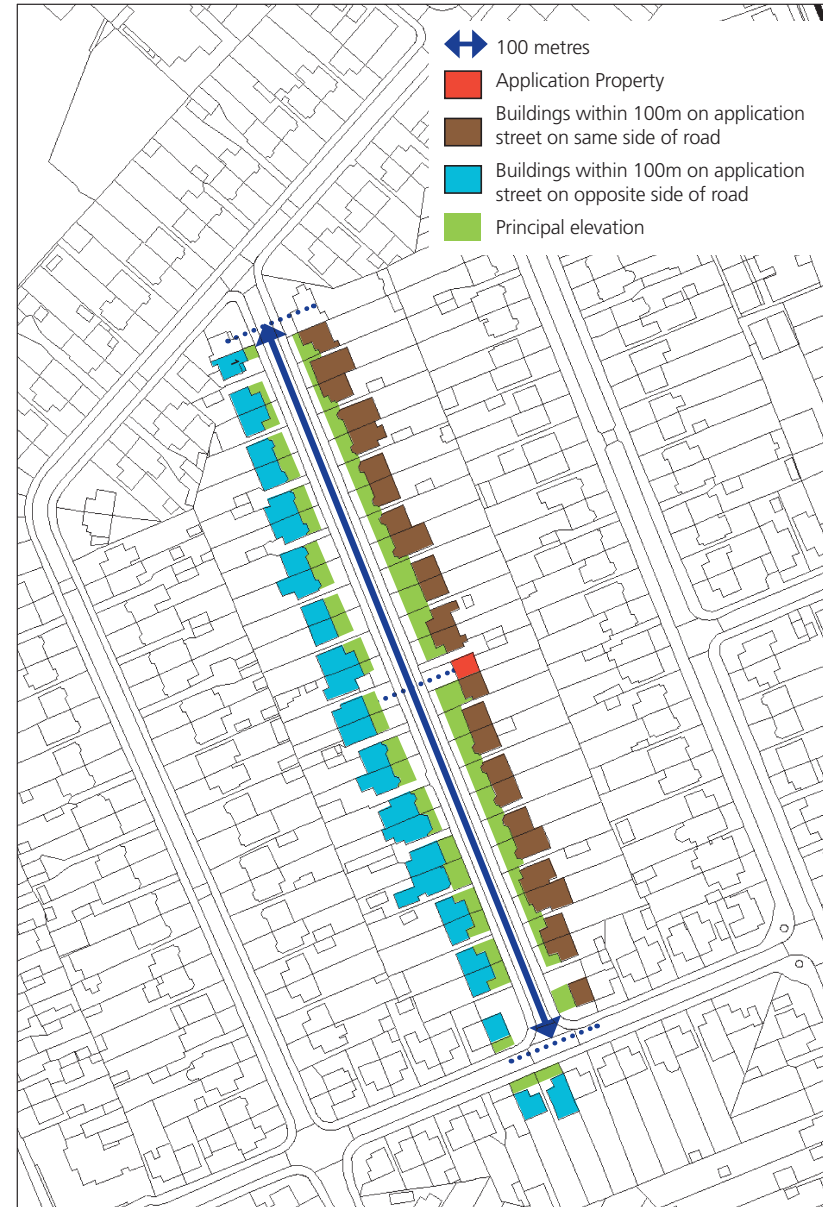 100 metres
Application Property
Buildings within 100m on application
street on same side of road
Buildings within 100m on application
street on opposite side of road
Principal elevation